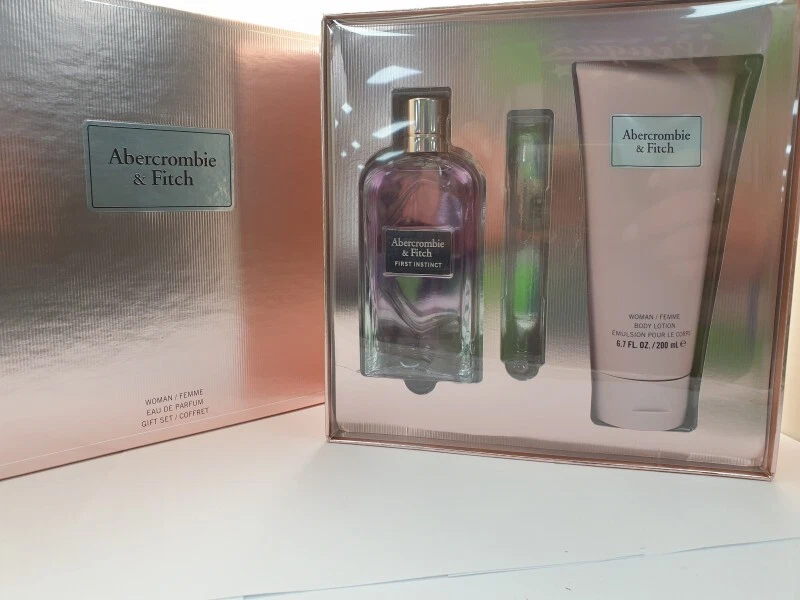 Abercrombie
& Fitch
WOMAN / FEMME
EAU DE PARFUM
GIFT SET / COFFRET
Abercrombie
& Fitch
FIRST INSTINCT
Abercrombie
& Fitch
WOMAN / FEMME
BODY LOTION
ÉMULSION POUR LE CORPS
6.7 FL. OZ. / 200 mL ℮